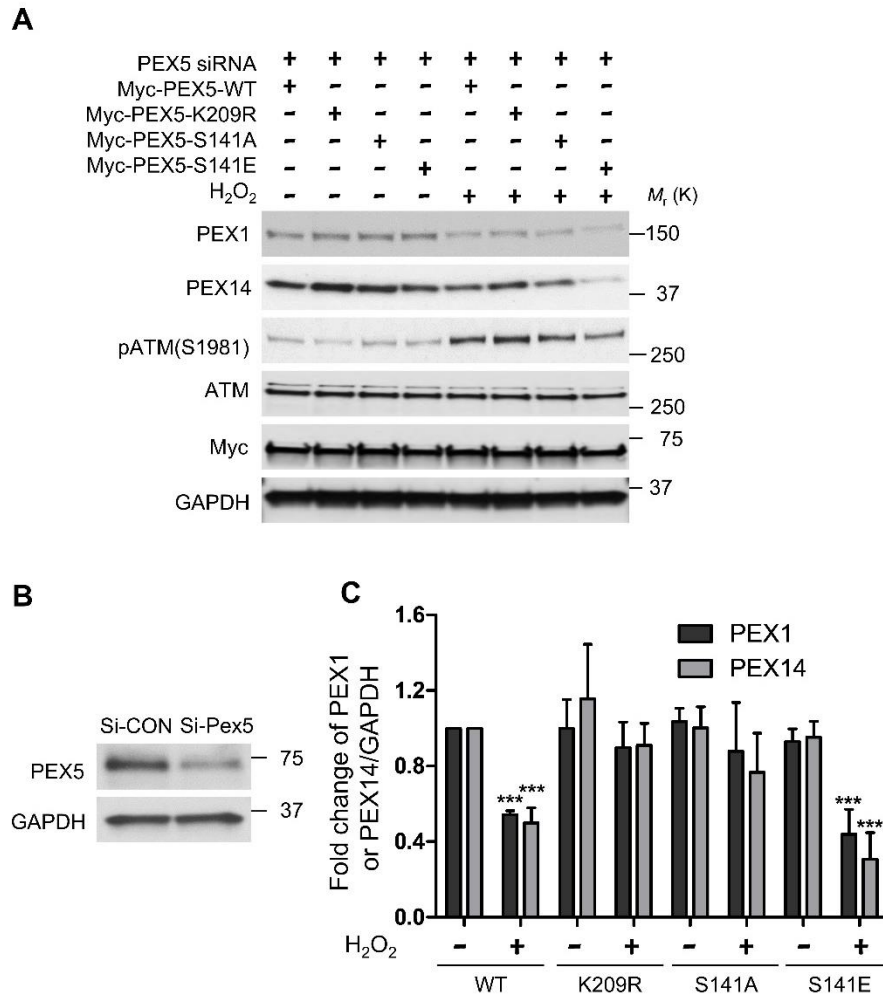 A
PEX5 siRNA + + + + + + + +
Myc-PEX5-WT + - - - + - - -
Myc-PEX5-K209R - + - - - + - -
Myc-PEX5-S141A - - + - - - + -
Myc-PEX5-S141E - - - + - - - +
H₂O₂ - - - - + + + + Mr (K)
PEX1 150
PEX14 37
pATM(S1981) 250
ATM 250
Myc 75
GAPDH 37
B
Si-CON Si-Pex5
PEX5 75
GAPDH 37
C
Fold change of PEX1
or PEX14/GAPDH
1.6
1.2
0.8
0.4
0.0
PEX1
PEX14
*** *** *** ***
H₂O₂ - + - + - + - +
WT K209R S141A S141E